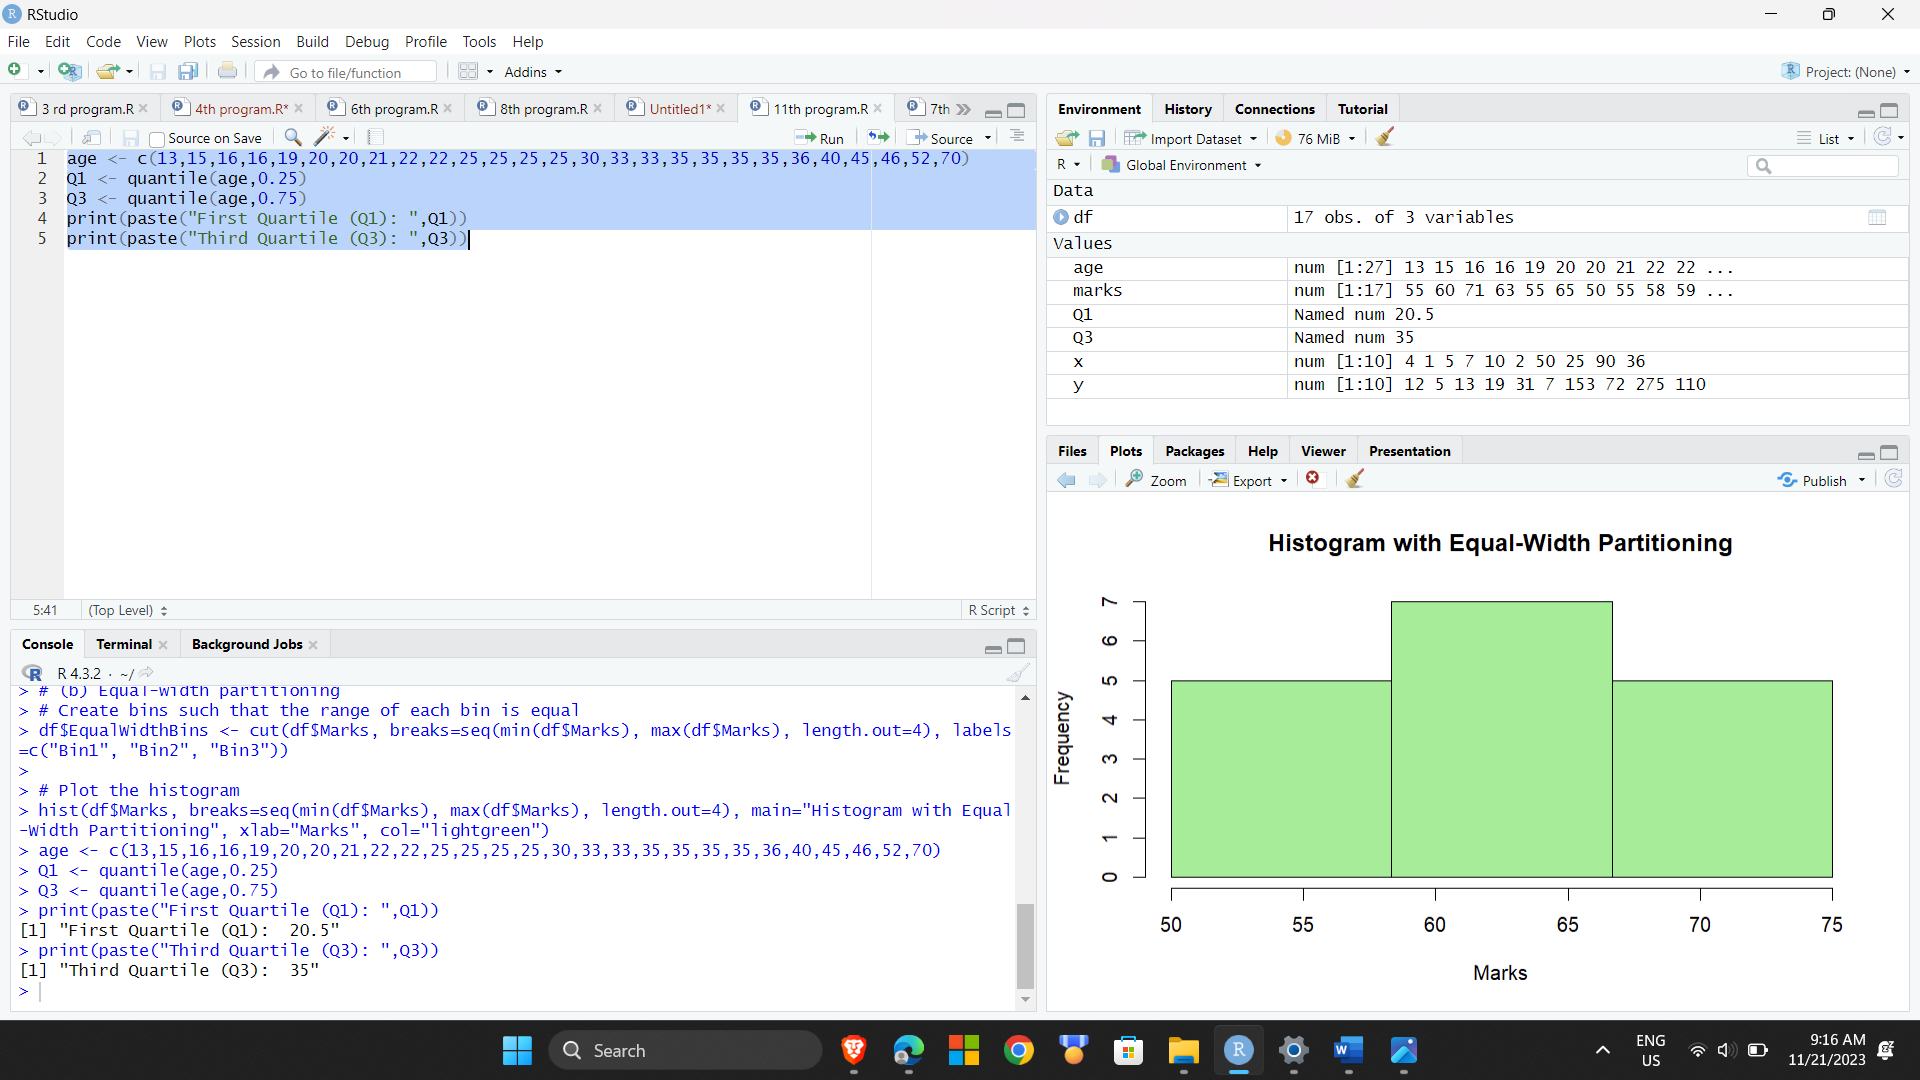 RStudio
File Edit Code View Plots Session Build Debug Profile Tools Help
Go to file/function Addins Project: (None)
3 rd program.R 4th program.R* 6th program.R 8th program.R Untitled1* 11th program.R 7th
Source on Save Run Source
1 age <- c(13,15,16,16,19,20,20,21,22,22,25,25,25,25,30,33,33,35,35,35,35,36,40,45,46,52,70)
2 Q1 <- quantile(age,0.25)
3 Q3 <- quantile(age,0.75)
4 print(paste("First Quartile (Q1): ",Q1))
5 print(paste("Third Quartile (Q3): ",Q3))
5:41 (Top Level) R Script
Console Terminal Background Jobs
R 4.3.2 · ~/
> # (b) Equal-width partitioning
> # Create bins such that the range of each bin is equal
> df$EqualWidthBins <- cut(df$Marks, breaks=seq(min(df$Marks), max(df$Marks), length.out=4), labels
=c("Bin1", "Bin2", "Bin3"))
>
> # Plot the histogram
> hist(df$Marks, breaks=seq(min(df$Marks), max(df$Marks), length.out=4), main="Histogram with Equal
-Width Partitioning", xlab="Marks", col="lightgreen")
> age <- c(13,15,16,16,19,20,20,21,22,22,25,25,25,25,30,33,33,35,35,35,35,36,40,45,46,52,70)
> Q1 <- quantile(age,0.25)
> Q3 <- quantile(age,0.75)
> print(paste("First Quartile (Q1): ",Q1))
[1] "First Quartile (Q1):  20.5"
> print(paste("Third Quartile (Q3): ",Q3))
[1] "Third Quartile (Q3):  35"
>
Environment History Connections Tutorial
Import Dataset 76 MiB List
R Global Environment
Data
df 17 obs. of 3 variables
Values
age num [1:27] 13 15 16 16 19 20 20 21 22 22 ...
marks num [1:17] 55 60 71 63 55 65 50 55 58 59 ...
Q1 Named num 20.5
Q3 Named num 35
x num [1:10] 4 1 5 7 10 2 50 25 90 36
y num [1:10] 12 5 13 19 31 7 153 72 275 110
Files Plots Packages Help Viewer Presentation
Zoom Export Publish
Histogram with Equal-Width Partitioning
Frequency
7
6
5
4
3
2
1
0
50 55 60 65 70 75
Marks
Search
ENG
US
9:16 AM
11/21/2023